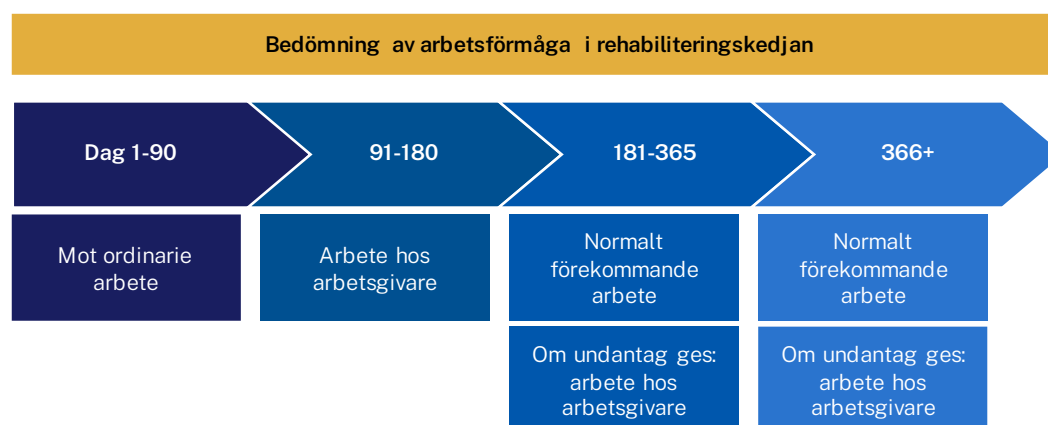 Bedömning av arbetsförmåga i rehabiliteringskedjan
Dag 1-90
91-180
181-365
366+
Mot ordinarie
arbete
Arbete hos
arbetsgivare
Normalt
förekommande
arbete
Normalt
förekommande
arbete
Om undantag ges:
arbete hos
arbetsgivare
Om undantag ges:
arbete hos
arbetsgivare